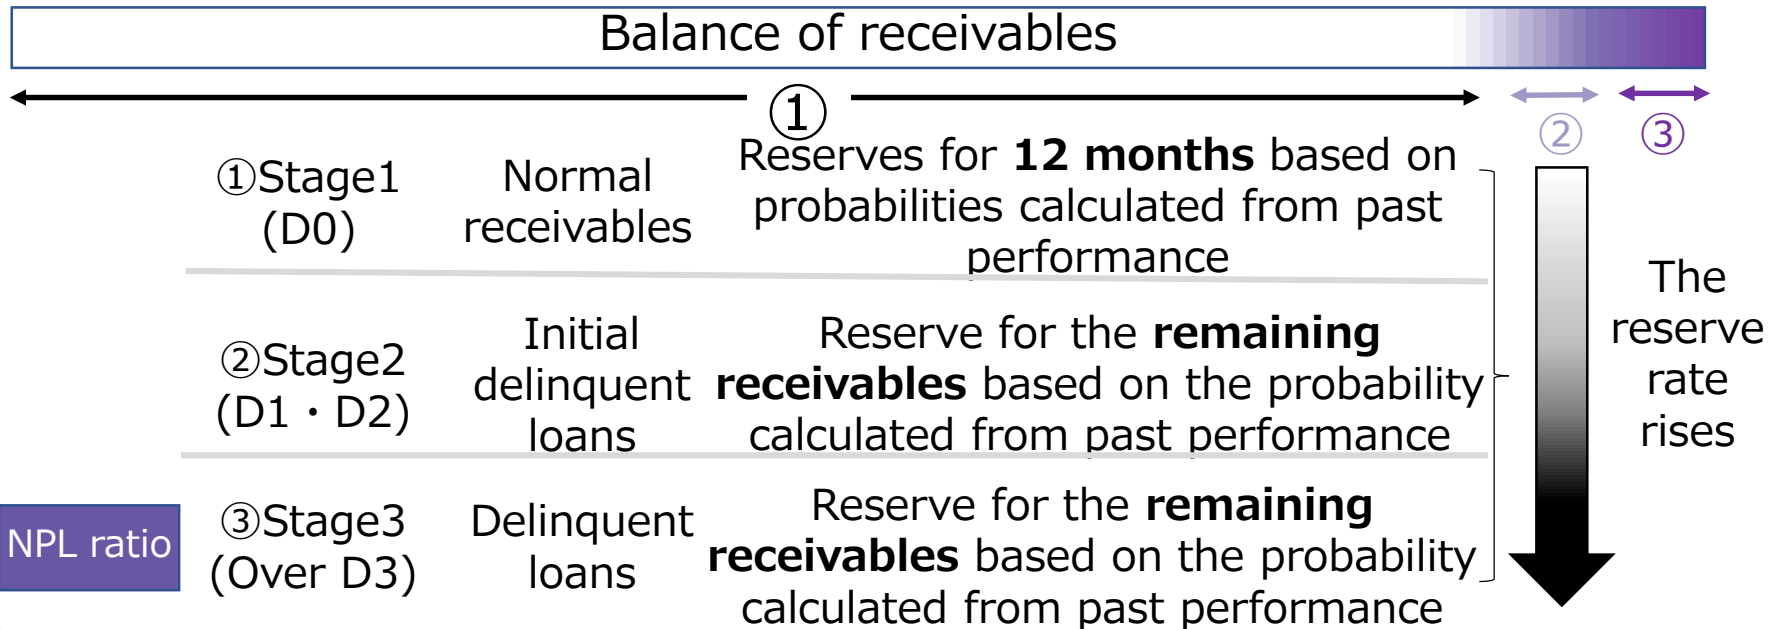 Balance of receivables
①
②
③
①Stage1
(D0)
Normal
receivables
Reserves for 12 months based on
probabilities calculated from past
performance
②Stage2
(D1・D2)
Initial
delinquent
loans
Reserve for the remaining
receivables based on the probability
calculated from past performance
The
reserve
rate
rises
NPL ratio
③Stage3
(Over D3)
Delinquent
loans
Reserve for the remaining
receivables based on the probability
calculated from past performance